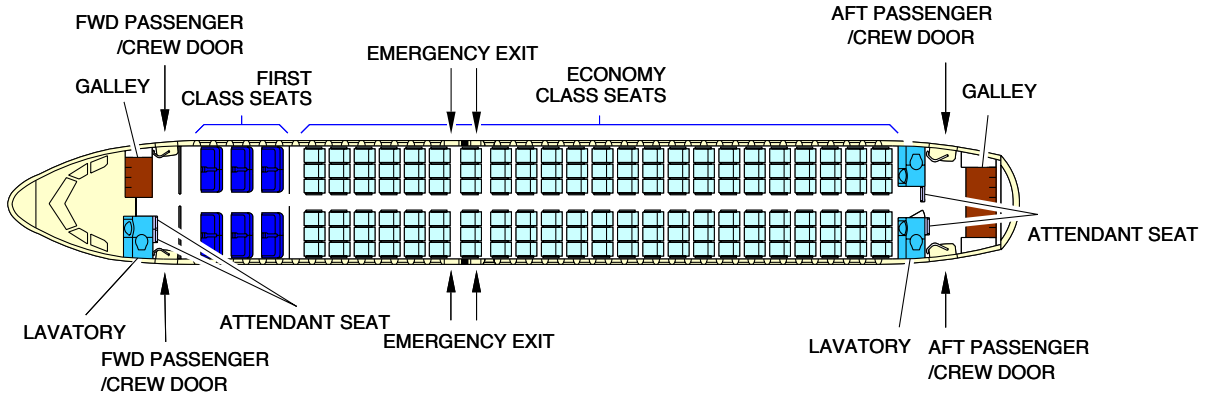 FWD PASSENGER
/CREW DOOR
AFT PASSENGER
/CREW DOOR
EMERGENCY EXIT
FIRST
CLASS SEATS
ECONOMY
CLASS SEATS
GALLEY
GALLEY
ATTENDANT SEAT
ATTENDANT SEAT
LAVATORY
EMERGENCY EXIT
LAVATORY
FWD PASSENGER
/CREW DOOR
AFT PASSENGER
/CREW DOOR